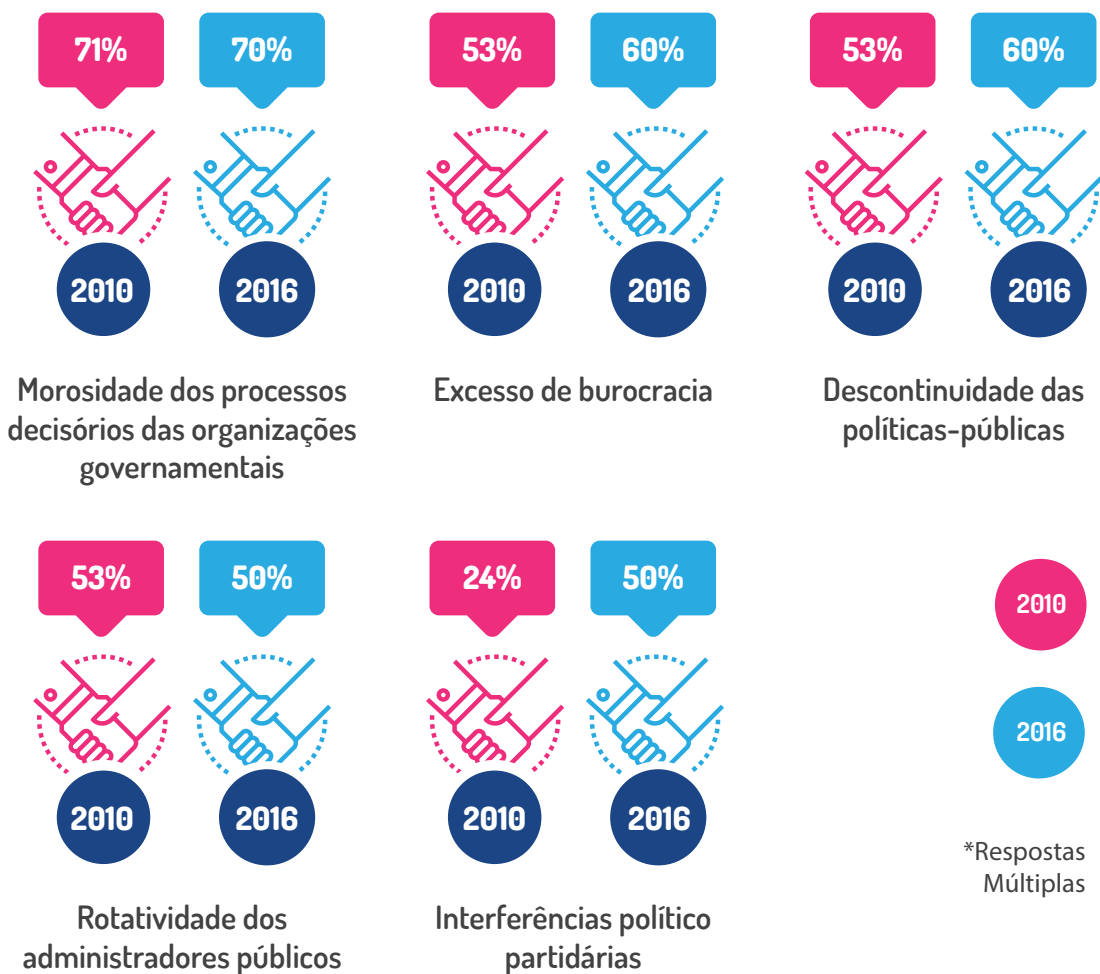 71%
70%
2010
2016
Morosidade dos processos
decisórios das organizações
governamentais
53%
60%
2010
2016
Excesso de burocracia
53%
60%
2010
2016
Descontinuidade das
políticas-públicas
53%
50%
2010
2016
Rotatividade dos
administradores públicos
24%
50%
2010
2016
Interferências político
partidárias
2010
2016
*Respostas
Múltiplas